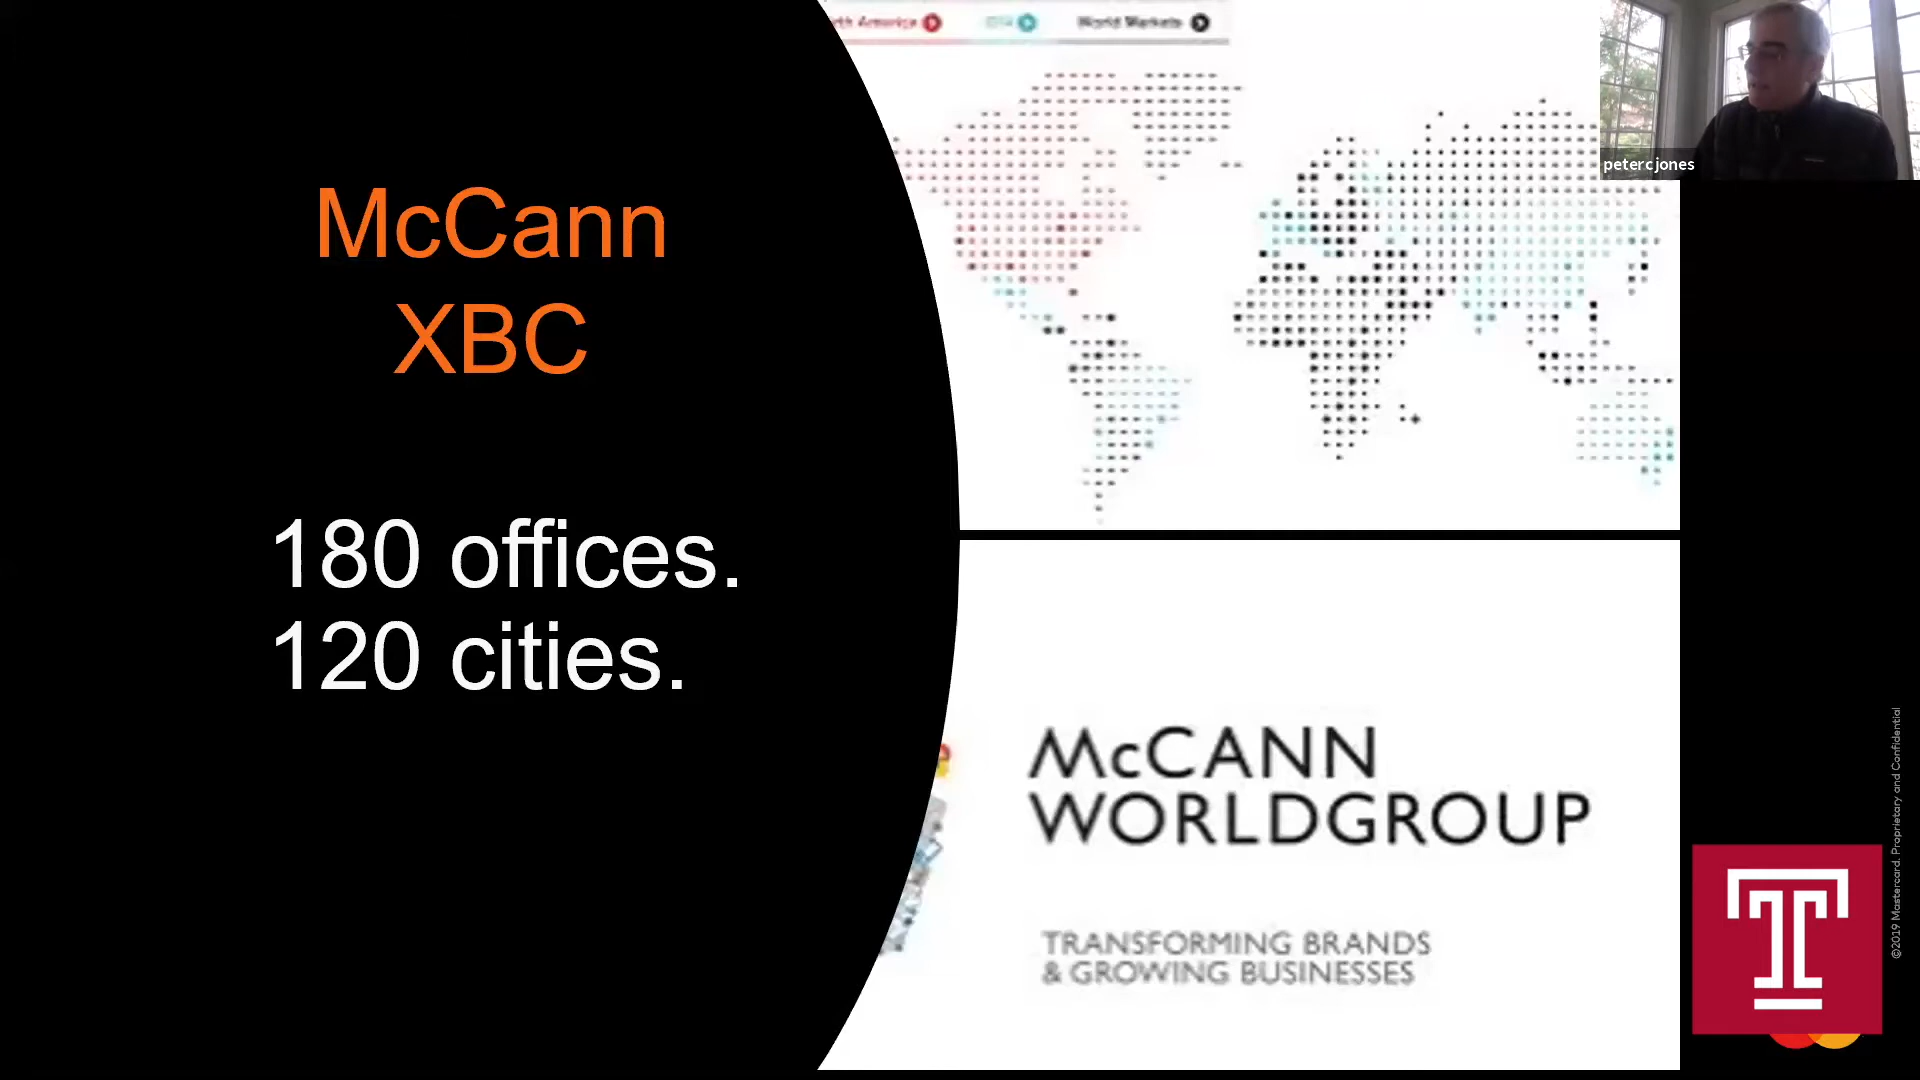 World Markets
petercjones
McCann
XBC
180 offices.
120 cities.
McCANN
WORLDGROUP
TRANSFORMING BRANDS
& GROWING BUSINESSES
©2019 Mastercard. Proprietary and Confidential
T